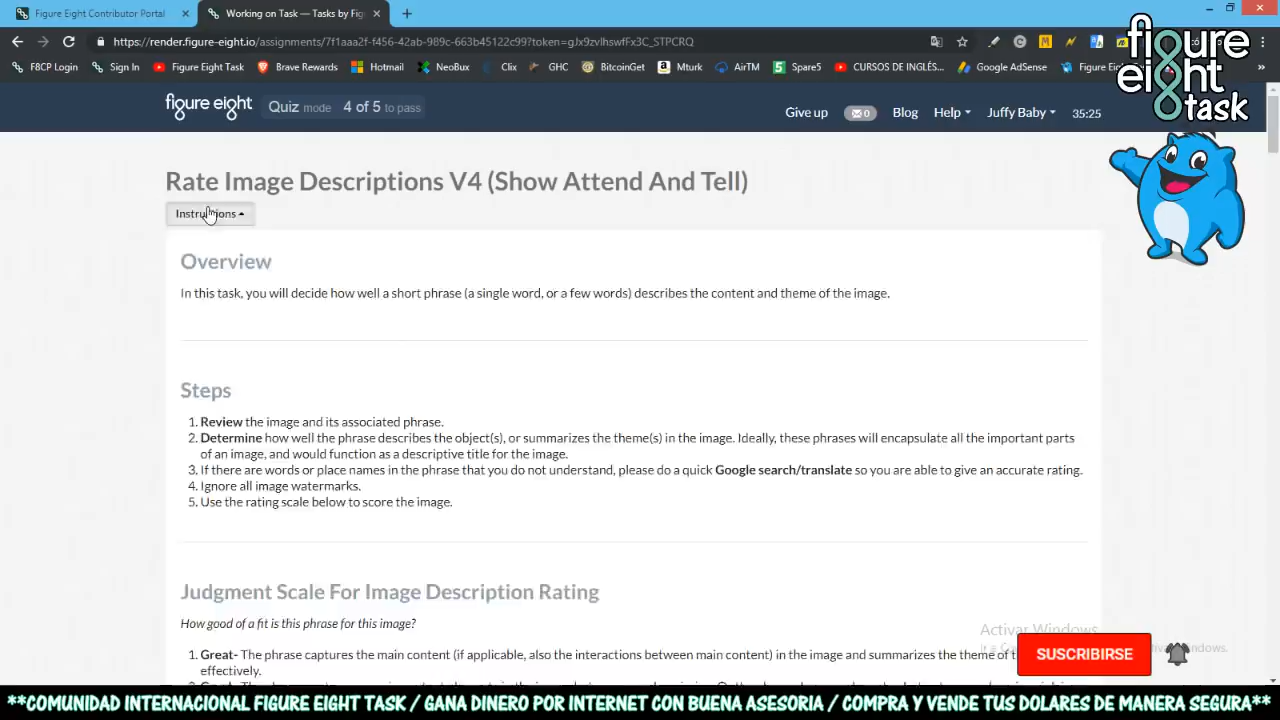 Figure Eight Contributor Portal
Working on Task — Tasks by Fig
https://render.figure-eight.io/assignments/7f1aaa2f-f456-42ab-989c-663b45122c99?token=gJx9zvlhswfFx3C_STPCRQ
F8CP Login Sign In Figure Eight Task Brave Rewards Hotmail NeoBux Clix GHC BitcoinGet Mturk AirTM Spare5 CURSOS DE INGLÉS... Google AdSense Figure Eig
figure eight task
figure eight Quiz mode 4 of 5 to pass Give up 0 Blog Help Juffy Baby 35:25
Rate Image Descriptions V4 (Show Attend And Tell)
Instructions
Overview
In this task, you will decide how well a short phrase (a single word, or a few words) describes the content and theme of the image.
Steps
1. Review the image and its associated phrase.
2. Determine how well the phrase describes the object(s), or summarizes the theme(s) in the image. Ideally, these phrases will encapsulate all the important parts
of an image, and would function as a descriptive title for the image.
3. If there are words or place names in the phrase that you do not understand, please do a quick Google search/translate so you are able to give an accurate rating.
4. Ignore all image watermarks.
5. Use the rating scale below to score the image.
Judgment Scale For Image Description Rating
How good of a fit is this phrase for this image?
1. Great- The phrase captures the main content (if applicable, also the interactions between main content) in the image and summarizes the theme of
effectively.
Activar Windows
SUSCRIBIRSE
**COMUNIDAD INTERNACIONAL FIGURE EIGHT TASK / GANA DINERO POR INTERNET CON BUENA ASESORIA / COMPRA Y VENDE TUS DOLARES DE MANERA SEGURA**